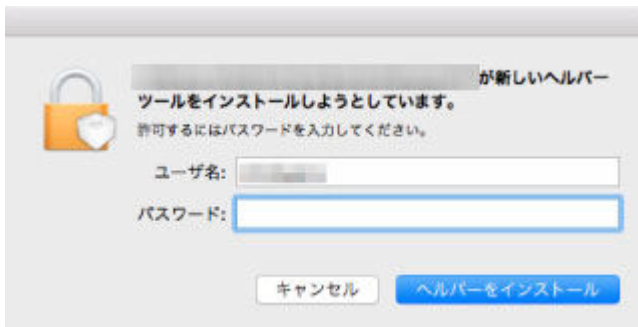 が新しいヘルパー
ツールをインストールしようとしています。
許可するにはパスワードを入力してください。
ユーザ名:
パスワード:
キャンセル ヘルパーをインストール